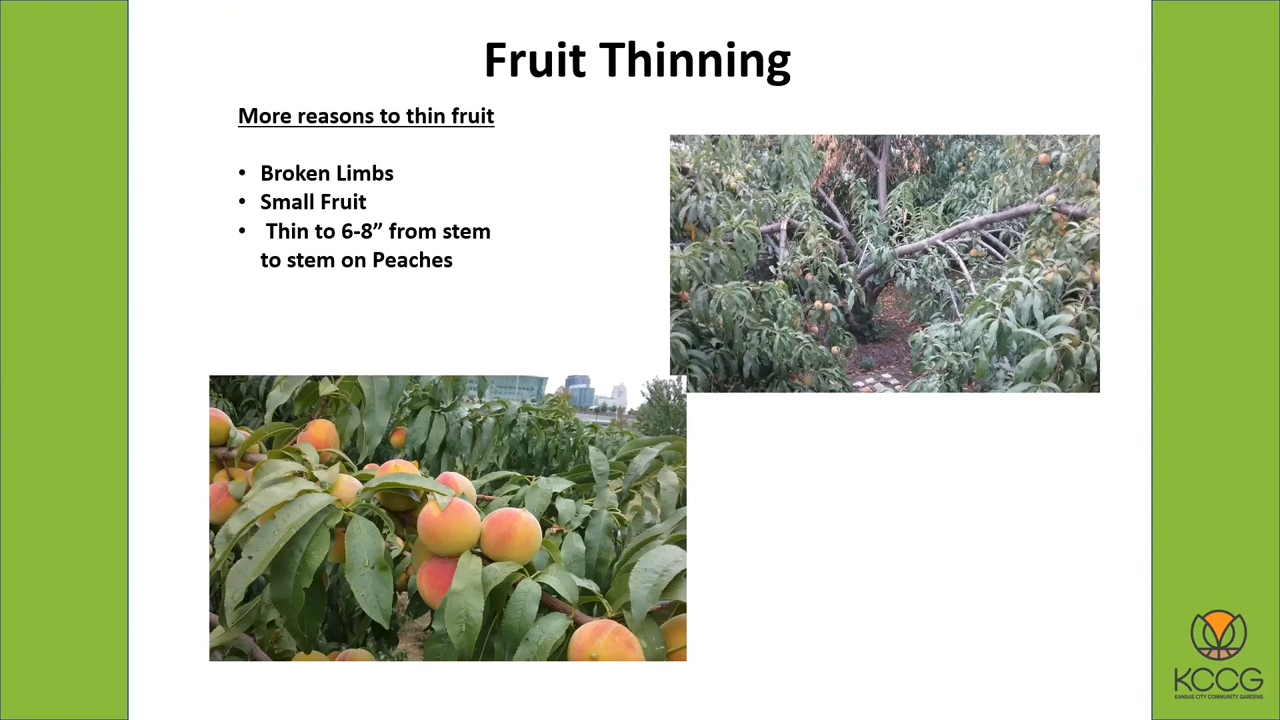 Fruit Thinning
More reasons to thin fruit
• Broken Limbs
• Small Fruit
• Thin to 6-8” from stem
to stem on Peaches
KCCG
KANSAS CITY COMMUNITY GARDENS